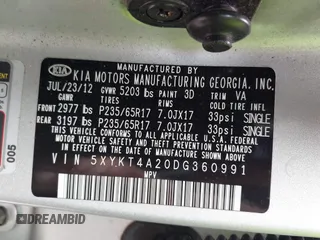 KIA KIA MOTORS MANUFACTURING GEORGIA, INC.
JUL/23/12 GVWR 5203 lbs PAINT 3D TRIM VA
GAWR TIRES RIMS COLD TIRE INFL
FRONT 2977 lbs P235/65R17 7.0JX17 33psi SINGLE
REAR 3197 lbs P235/65R17 7.0JX17 33psi SINGLE
THIS VEHICLE CONFORMS TO ALL APPLICABLE U.S.A FEDERAL
MOTOR VEHICLE SAFETY AND THEFT PREVENTION STANDARDS
IN EFFECT ON THE DATE OF MANUFACTURE SHOWN ABOVE.
VIN 5XYKT4A20DG360991
MPV
005
DREAMBID
dreambid.com